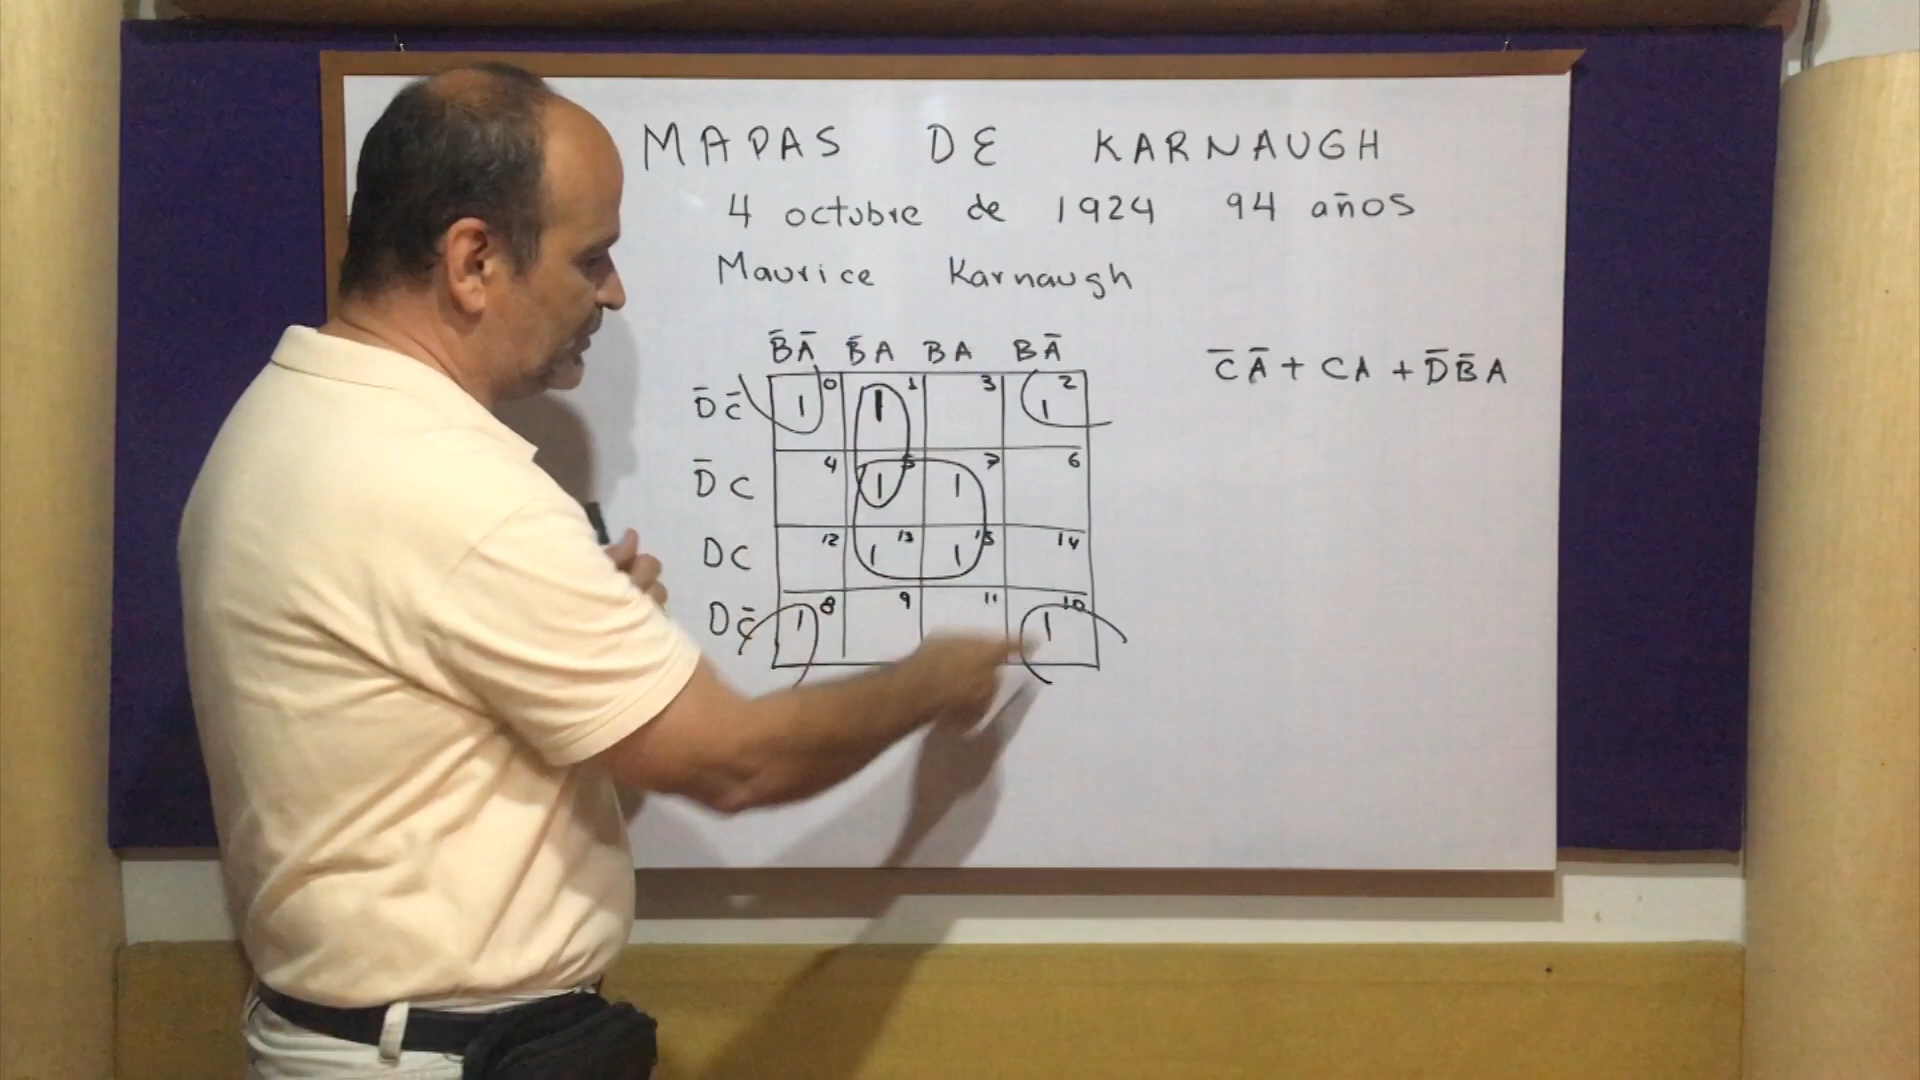 MAPAS DE KARNAUGH
4 octubre de 1924 94 años
Maurice Karnaugh
B̄Ā B̄A BA BĀ
C̄Ā + CA + D̄B̄A
D̄C̄ 1 0 1 1 3 1 2
D̄C 4 1 5 1 7 6
DC 12 1 13 1 15 14
DC̄ 1 8 9 11 1 10